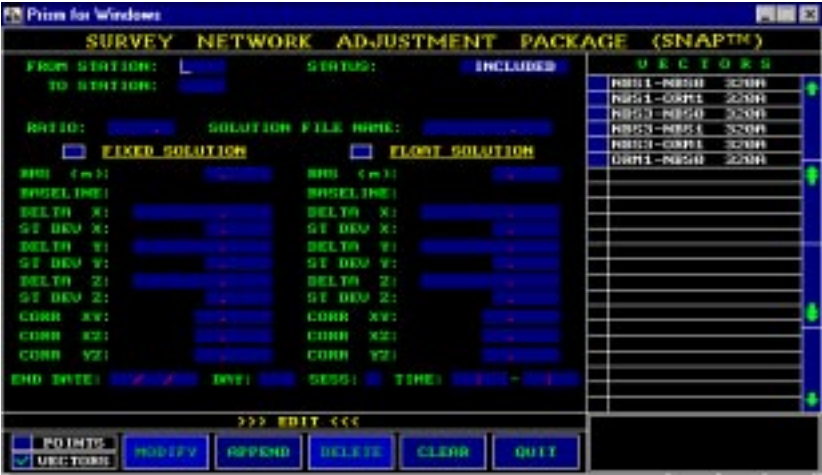 Prism for Windows
SURVEY NETWORK ADJUSTMENT PACKAGE (SNAP™)
FROM STATION: STATUS: INCLUDED
TO STATION:
RATIO: SOLUTION FILE NAME:
FIXED SOLUTION FLOAT SOLUTION
RMS (m): RMS (m):
BASELINE: BASELINE:
DELTA X: DELTA X:
ST DEV X: ST DEV X:
DELTA Y: DELTA Y:
ST DEV Y: ST DEV Y:
DELTA Z: DELTA Z:
ST DEV Z: ST DEV Z:
CORR XY: CORR XY:
CORR XZ: CORR XZ:
CORR YZ: CORR YZ:
END DATE: / / DAY: SESS: TIME: : - :
>>> EDIT <<<
POINTS
VECTORS
MODIFY APPEND DELETE CLEAR QUIT
VECTORS
NBS1-NBS0 320A
NBS1-ORM1 320A
NBS3-NBS0 320A
NBS3-NBS1 320A
NBS3-ORM1 320A
ORM1-NBS0 320A